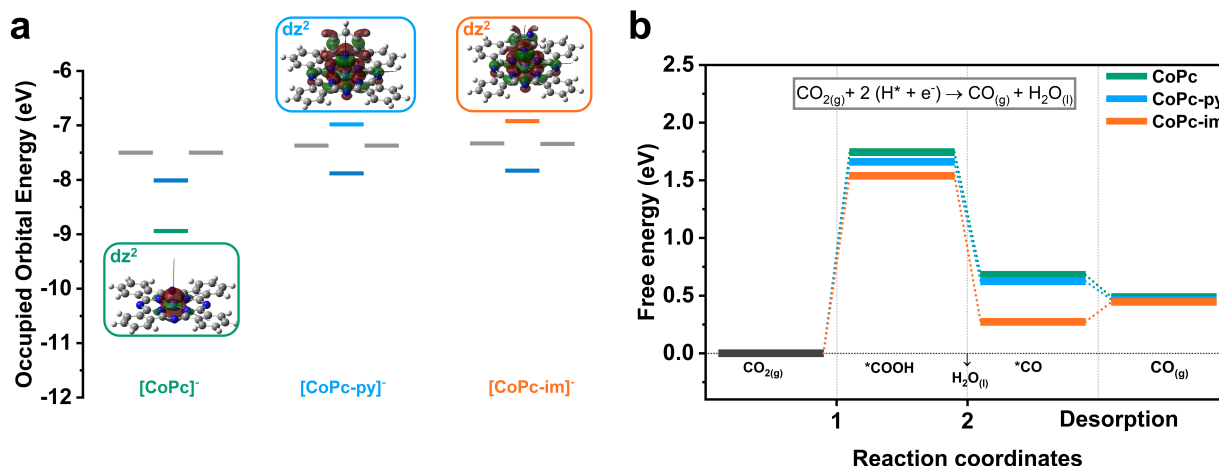 a
Occupied Orbital Energy (eV)
-6
-7
-8
-9
-10
-11
-12
dz²
dz²
dz²
[CoPc]⁻
[CoPc-py]⁻
[CoPc-im]⁻
b
Free energy (eV)
2.5
2.0
1.5
1.0
0.5
0.0
CO₂₍g₎ + 2 (H* + e⁻) → CO₍g₎ + H₂O₍l₎
CoPc
CoPc-py
CoPc-im
CO₂₍g₎
*COOH
↓
H₂O₍l₎
*CO
CO₍g₎
1
2
Desorption
Reaction coordinates